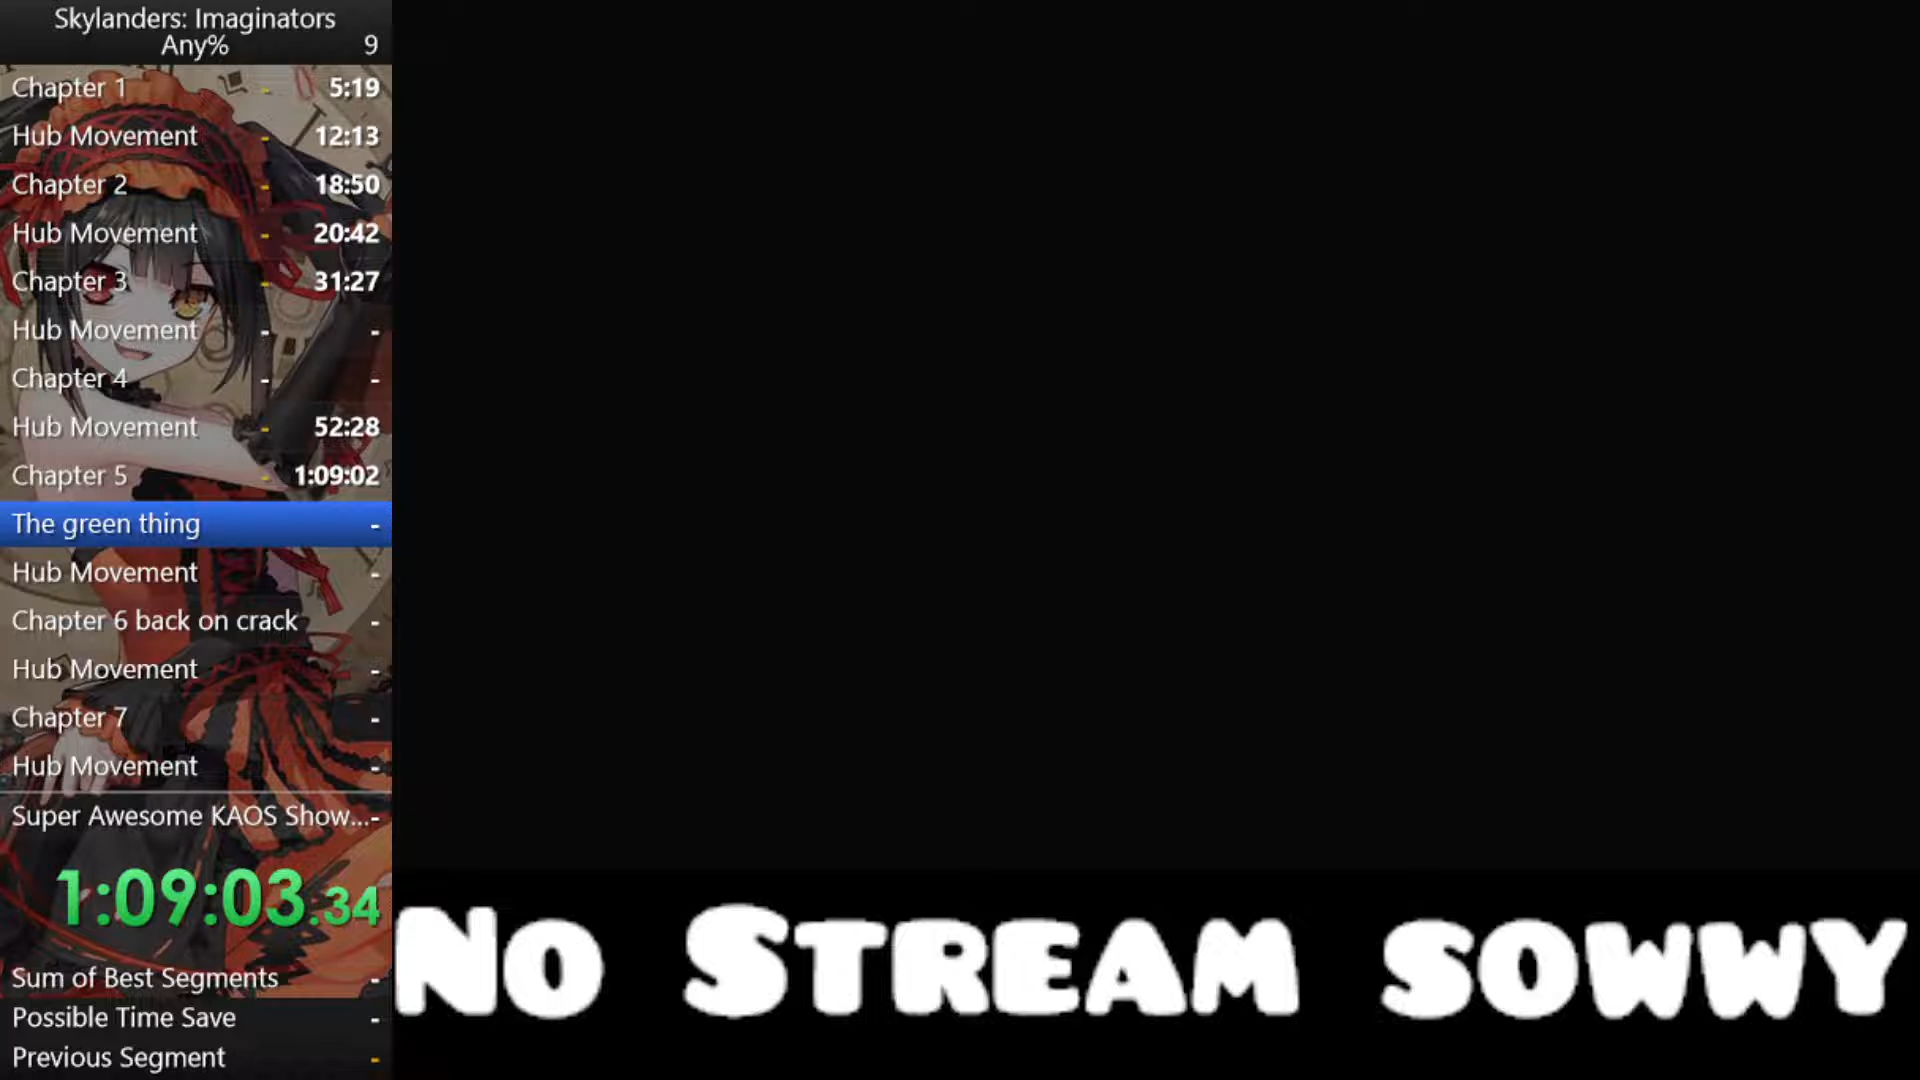 Skylanders: Imaginators
Any% 9
Chapter 1 - 5:19
Hub Movement - 12:13
Chapter 2 - 18:50
Hub Movement - 20:42
Chapter 3 - 31:27
Hub Movement - -
Chapter 4 - -
Hub Movement - 52:28
Chapter 5 - 1:09:02
The green thing -
Hub Movement -
Chapter 6 back on crack -
Hub Movement -
Chapter 7 -
Hub Movement -
Super Awesome KAOS Show...-
1:09:03.34
No Stream sowwy
Sum of Best Segments -
Possible Time Save -
Previous Segment -